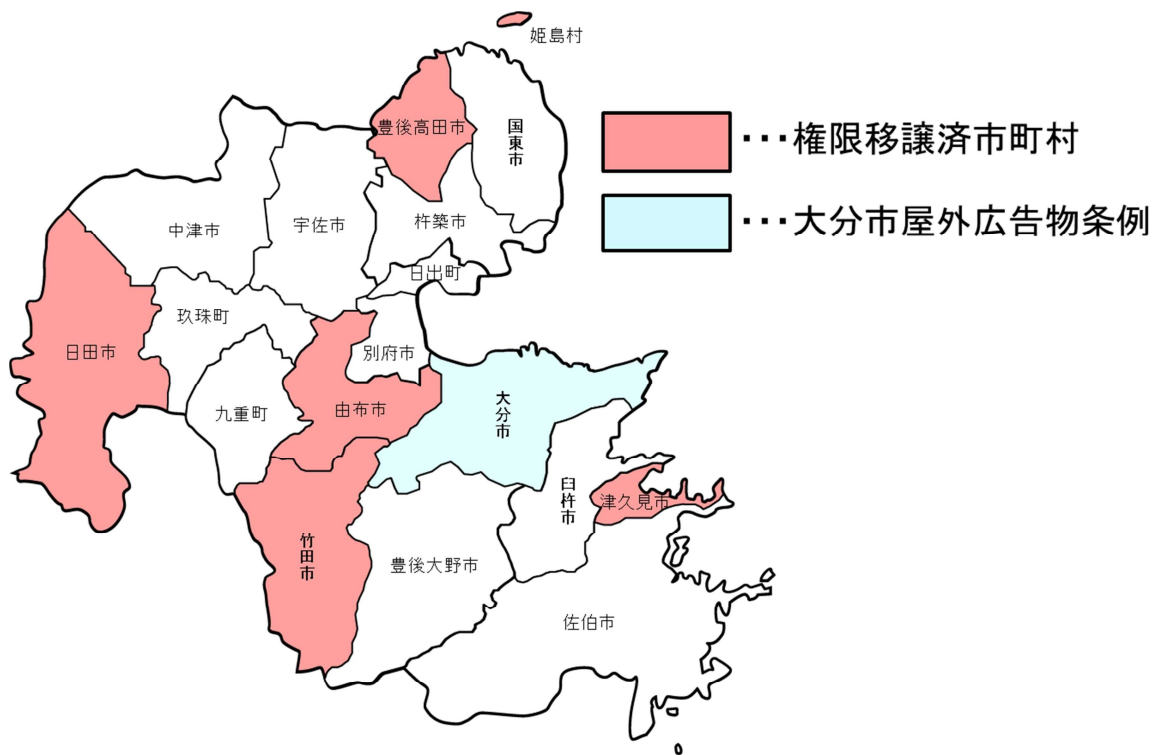 姫島村
豊後高田市
国東市
・・・権限移譲済市町村
中津市
宇佐市
杵築市
・・・大分市屋外広告物条例
日出町
玖珠町
日田市
別府市
九重町
由布市
大分市
臼杵市
津久見市
竹田市
豊後大野市
佐伯市